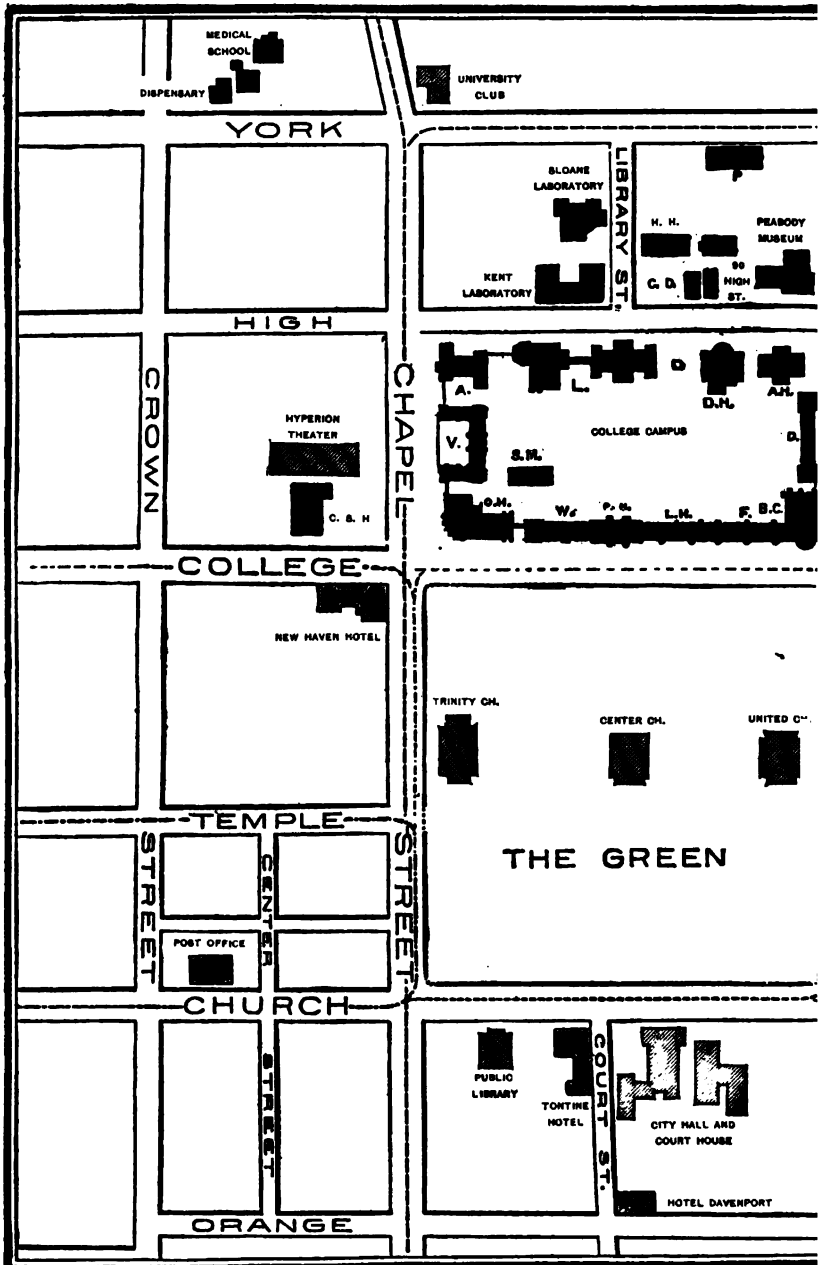 MEDICAL
SCHOOL
DISPENSARY
UNIVERSITY
CLUB
YORK
SLOANE
LABORATORY
LIBRARY ST.
P
H. H.
PEABODY
MUSEUM
KENT
LABORATORY
C. D.
90
HIGH
ST.
HIGH
CROWN
CHAPEL
A.
L.
D.
D.H.
A.H.
HYPERION
THEATER
V.
COLLEGE CAMPUS
D.
S. M.
C. S. H
O.H.
W.
P. H.
L.H.
F.
B.C.
COLLEGE
NEW HAVEN HOTEL
TRINITY CH.
CENTER CH.
UNITED CH.
TEMPLE
STREET
CENTER
STREET
THE GREEN
POST OFFICE
CHURCH
STREET
PUBLIC
LIBRARY
TONTINE
HOTEL
COURT ST.
CITY HALL AND
COURT HOUSE
HOTEL DAVENPORT
ORANGE